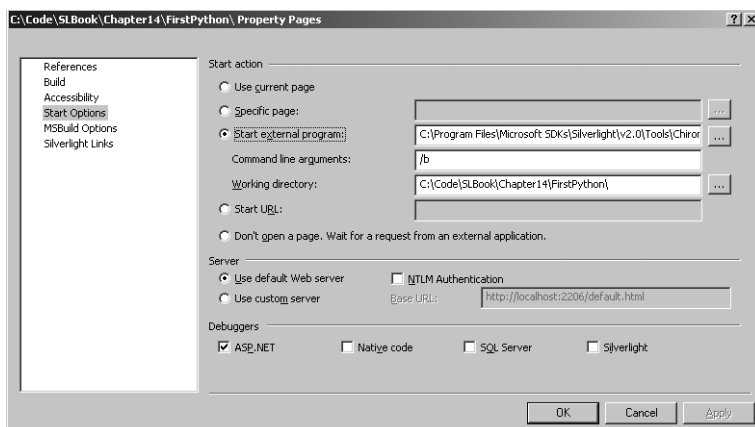 C:\Code\SLBook\Chapter14\FirstPython\ Property Pages
References
Build
Accessibility
Start Options
MSBuild Options
Silverlight Links
Start action
Use current page
Specific page:
...
Start external program:
C:\Program Files\Microsoft SDKs\Silverlight\v2.0\Tools\Chiron
...
Command line arguments:
/b
Working directory:
C:\Code\SLBook\Chapter14\FirstPython\
...
Start URL:
Don't open a page. Wait for a request from an external application.
Server
Use default Web server
NTLM Authentication
Use custom server
Base URL:
http://localhost:2206/default.html
Debuggers
ASP.NET
Native code
SQL Server
Silverlight
OK
Cancel
Apply